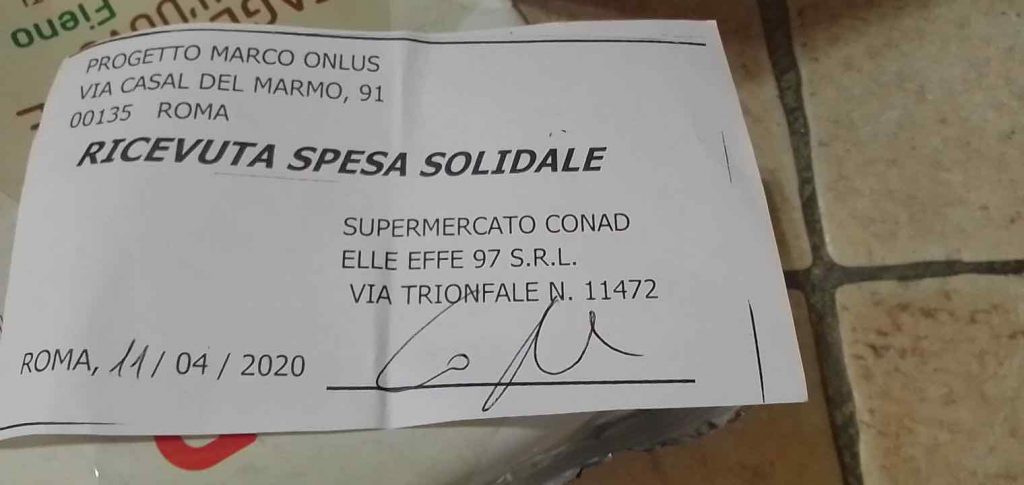 Fieno
PROGETTO MARCO ONLUS
VIA CASAL DEL MARMO, 91
00135 ROMA
RICEVUTA SPESA SOLIDALE
SUPERMERCATO CONAD
ELLE EFFE 97 S.R.L.
VIA TRIONFALE N. 11472
ROMA, 11/ 04 / 2020